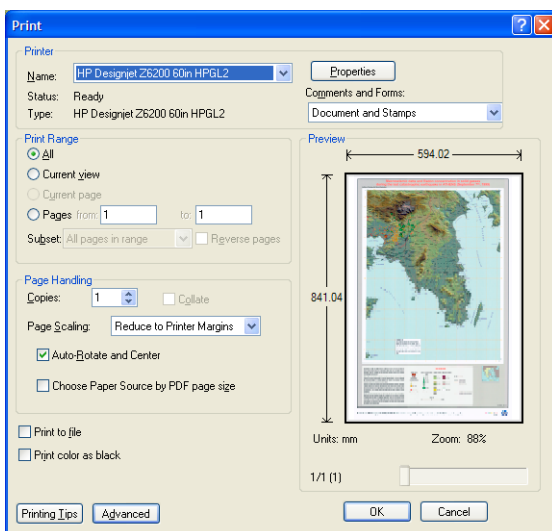 Print
Printer
Name: HP Designjet Z6200 60in HPGL2
Properties
Status: Ready
Type: HP Designjet Z6200 60in HPGL2
Comments and Forms:
Document and Stamps
Print Range
All
Current view
Current page
Pages from: 1 to: 1
Subset: All pages in range Reverse pages
Page Handling
Copies: 1 Collate
Page Scaling: Reduce to Printer Margins
Auto-Rotate and Center
Choose Paper Source by PDF page size
Print to file
Print color as black
Preview
594.02
841.04
Units: mm Zoom: 88%
1/1 (1)
Printing Tips Advanced
OK Cancel